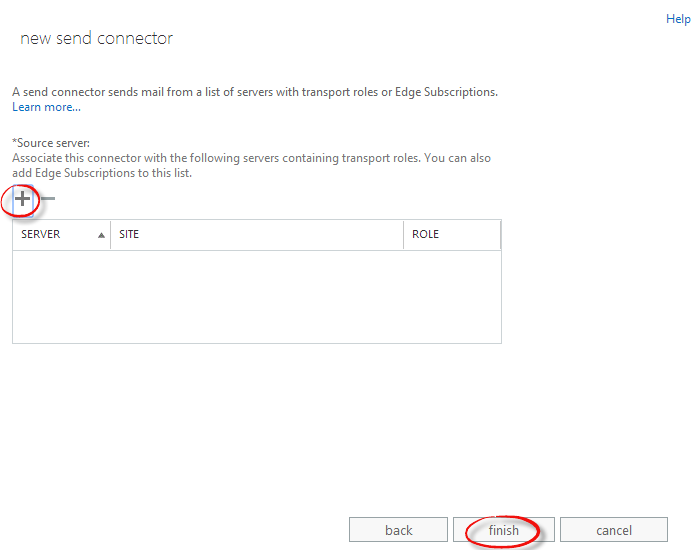 Help
new send connector
A send connector sends mail from a list of servers with transport roles or Edge Subscriptions.
Learn more...
*Source server:
Associate this connector with the following servers containing transport roles. You can also
add Edge Subscriptions to this list.
SERVER SITE ROLE
back finish cancel